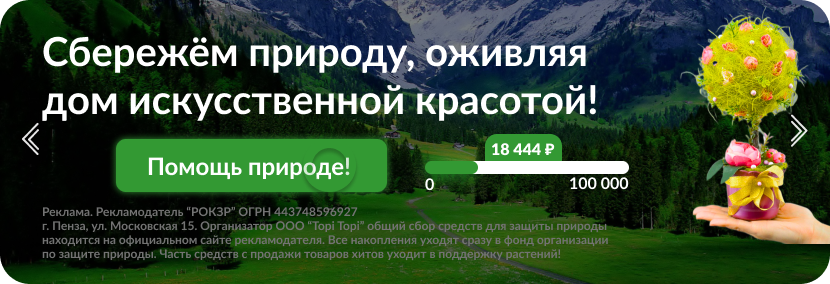 Сбережём природу, оживляя
дом искусственной красотой!
Помощь природе!
18 444 ₽
0
100 000
Реклама. Рекламодатель "РОКЗР" ОГРН 443748596927
г. Пенза, ул. Московская 15. Организатор ООО "Topi Topi" общий сбор средств для защиты природы
находится на официальном сайте рекламодателя. Все накопления уходят сразу в фонд организации
по защите природы. Часть средств с продажи товаров хитов уходит в поддержку растений!